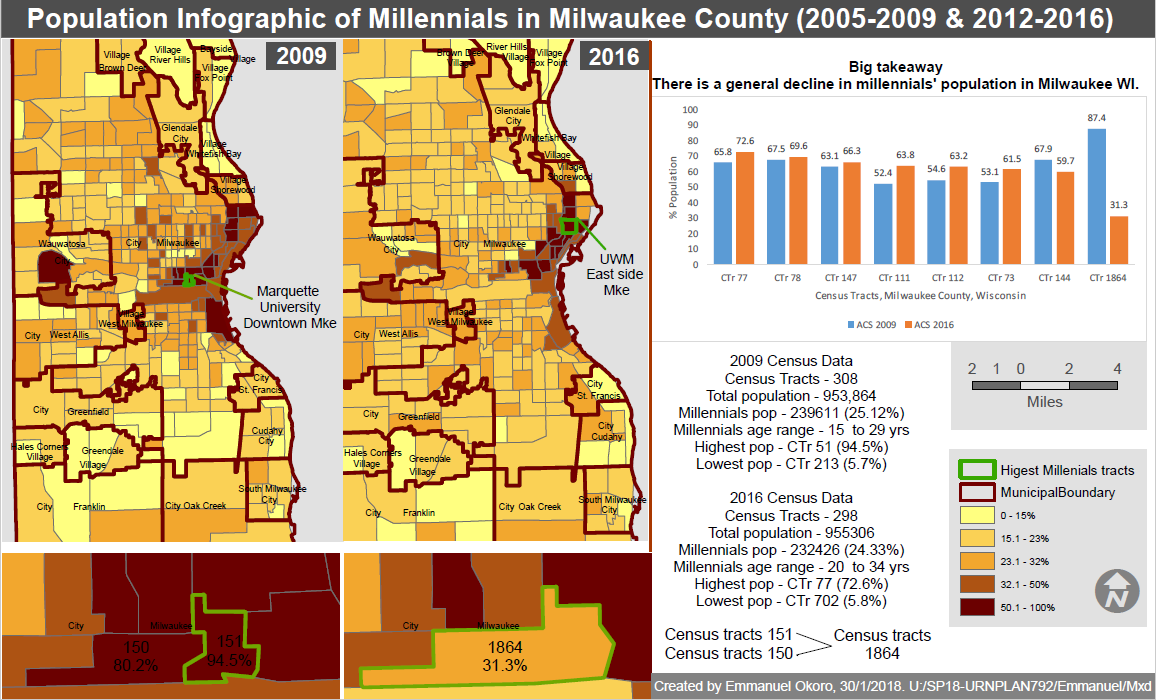 Population Infographic of Millennials in Milwaukee County (2005-2009 & 2012-2016)
2009
Village
Brown Deer
Village
River Hills
Bayside
Village
Village
Fox Point
Glendale
City
Village
Whitefish Bay
Village
Shorewood
Wauwatosa
City
City Milwaukee
Marquette
University
Downtown Mke
Village
West Milwaukee
City West Allis
City
St. Francis
City Greenfield
Cudahy
City
Hales Corners
Village
Greendale
Village
South Milwaukee
City
City Franklin
City Oak Creek
2016
Brown Deer
Village
River Hills
Village
Village
Fox Point
Glendale
City
Whitefish Bay
Village
Village
Shorewood
Wauwatosa
City
City Milwaukee
UWM
East side
Mke
Village
West Milwaukee
City West Allis
City
St. Francis
City Greenfield
City
Cudahy
Hales Corners
Village
Greendale
Village
South Milwaukee
City
City Franklin
City Oak Creek
City Milwaukee
150
80.2%
151
94.5%
City Milwaukee
1864
31.3%
Big takeaway
There is a general decline in millennials' population in Milwaukee WI.
% Population
100
90
80
70
60
50
40
30
20
10
0
65.8 72.6
67.5 69.6
63.1 66.3
52.4 63.8
54.6 63.2
53.1 61.5
67.9 59.7
87.4 31.3
CTr 77 CTr 78 CTr 147 CTr 111 CTr 112 CTr 73 CTr 144 CTr 1864
Census Tracts, Milwaukee County, Wisconsin
ACS 2009 ACS 2016
2009 Census Data
Census Tracts - 308
Total population - 953,864
Millennials pop - 239611 (25.12%)
Millennials age range - 15 to 29 yrs
Highest pop - CTr 51 (94.5%)
Lowest pop - CTr 213 (5.7%)
2016 Census Data
Census Tracts - 298
Total population - 955306
Millennials pop - 232426 (24.33%)
Millennials age range - 20 to 34 yrs
Highest pop - CTr 77 (72.6%)
Lowest pop - CTr 702 (5.8%)
Census tracts 151
Census tracts 150
Census tracts
1864
2 1 0 2 4
Miles
Higest Millenials tracts
MunicipalBoundary
0 - 15%
15.1 - 23%
23.1 - 32%
32.1 - 50%
50.1 - 100%
N
Created by Emmanuel Okoro, 30/1/2018. U:/SP18-URNPLAN792/Emmanuel/Mxd